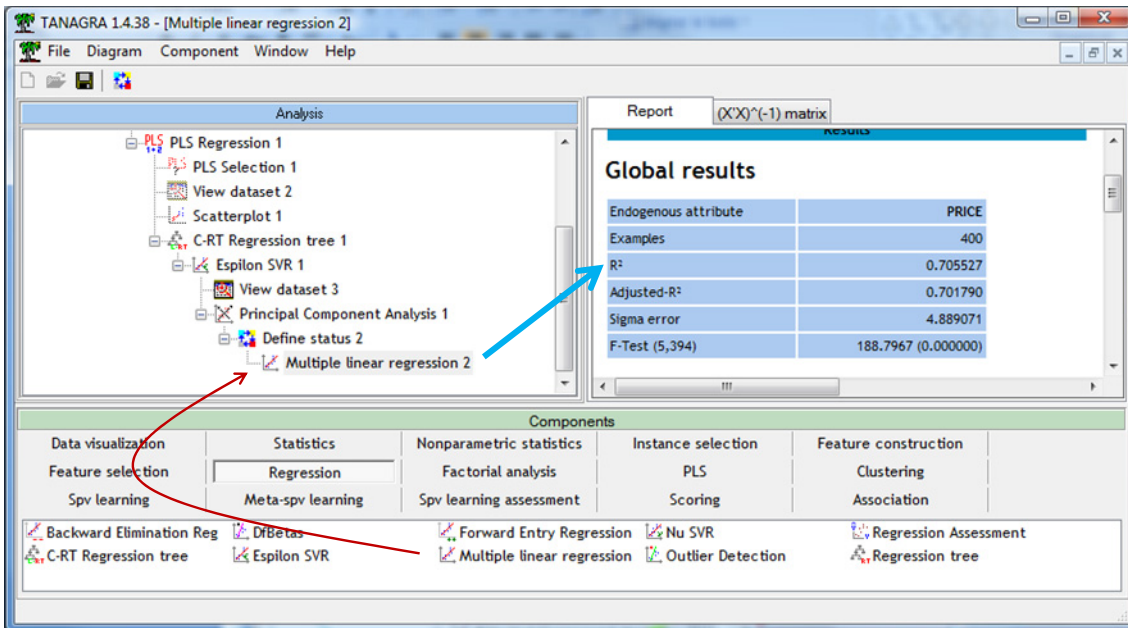 TANAGRA 1.4.38 - [Multiple linear regression 2]
File Diagram Component Window Help
Analysis
PLS
1+2
PLS Regression 1
PLS Selection 1
View dataset 2
Scatterplot 1
C-RT Regression tree 1
Espilon SVR 1
View dataset 3
Principal Component Analysis 1
Define status 2
Multiple linear regression 2
Report (X'X)^(-1) matrix
Results
Global results
Endogenous attribute PRICE
Examples 400
R² 0.705527
Adjusted-R² 0.701790
Sigma error 4.889071
F-Test (5,394) 188.7967 (0.000000)
Components
Data visualization Statistics Nonparametric statistics Instance selection Feature construction
Feature selection Regression Factorial analysis PLS Clustering
Spv learning Meta-spv learning Spv learning assessment Scoring Association
Backward Elimination Reg DfBetas Forward Entry Regression Nu SVR Regression Assessment
C-RT Regression tree Espilon SVR Multiple linear regression Outlier Detection Regression tree